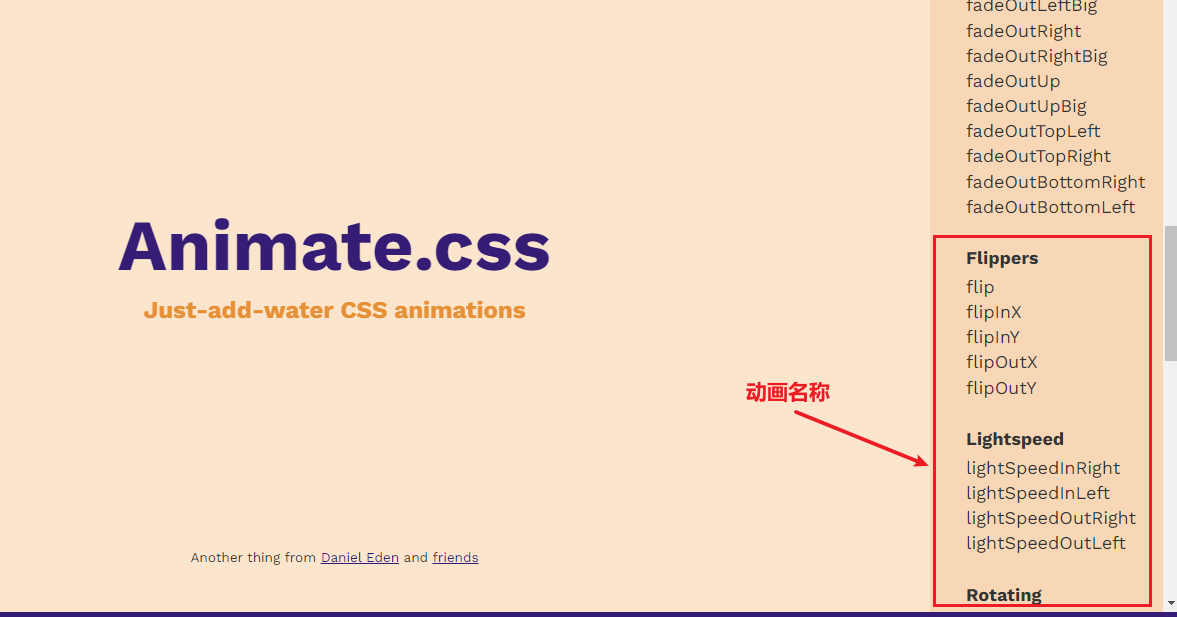 Animate.css
Just-add-water CSS animations
Another thing from Daniel Eden and friends
动画名称
fadeOutLeftBig
fadeOutRight
fadeOutRightBig
fadeOutUp
fadeOutUpBig
fadeOutTopLeft
fadeOutTopRight
fadeOutBottomRight
fadeOutBottomLeft
Flippers
flip
flipInX
flipInY
flipOutX
flipOutY
Lightspeed
lightSpeedInRight
lightSpeedInLeft
lightSpeedOutRight
lightSpeedOutLeft
Rotating